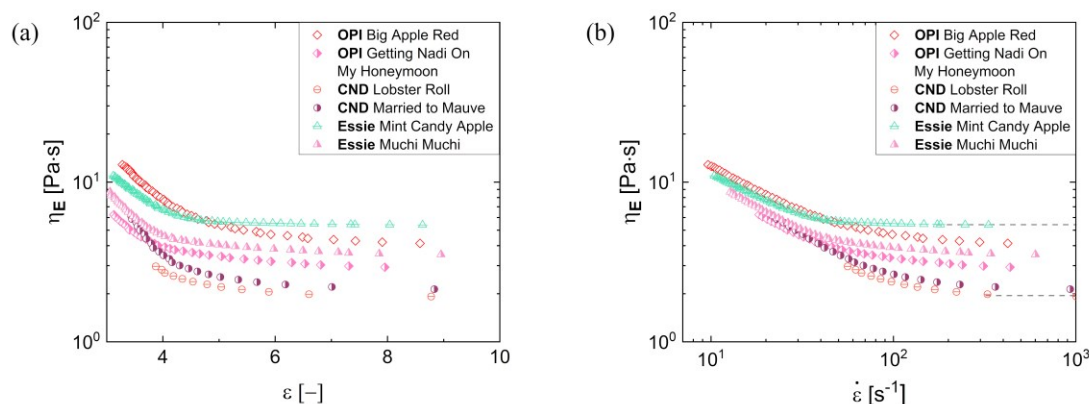 (a)
10²
10¹
10⁰
η_E [Pa·s]
OPI Big Apple Red
OPI Getting Nadi On
My Honeymoon
CND Lobster Roll
CND Married to Mauve
Essie Mint Candy Apple
Essie Muchi Muchi
4 6 8 10
ε [–]
(b)
10²
10¹
10⁰
η_E [Pa·s]
OPI Big Apple Red
OPI Getting Nadi On
My Honeymoon
CND Lobster Roll
CND Married to Mauve
Essie Mint Candy Apple
Essie Muchi Muchi
10¹ 10² 10³
ε̇ [s⁻¹]